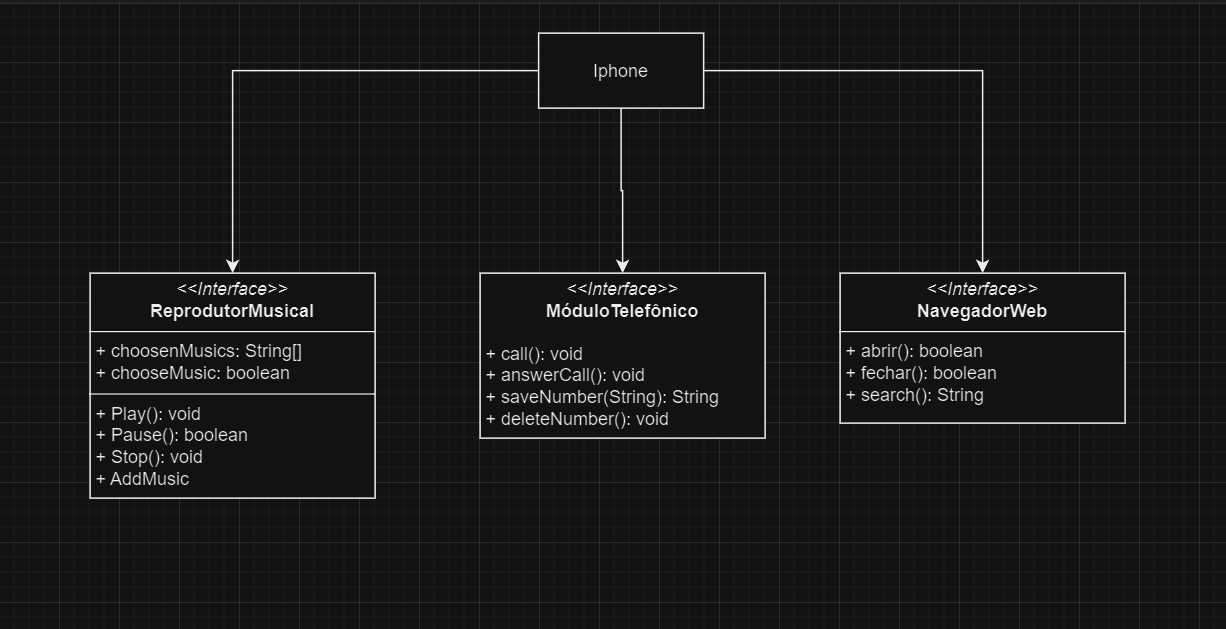 Iphone
<<Interface>>
ReprodutorMusical
+ choosenMusics: String[]
+ chooseMusic: boolean
+ Play(): void
+ Pause(): boolean
+ Stop(): void
+ AddMusic
<<Interface>>
MóduloTelefônico
+ call(): void
+ answerCall(): void
+ saveNumber(String): String
+ deleteNumber(): void
<<Interface>>
NavegadorWeb
+ abrir(): boolean
+ fechar(): boolean
+ search(): String